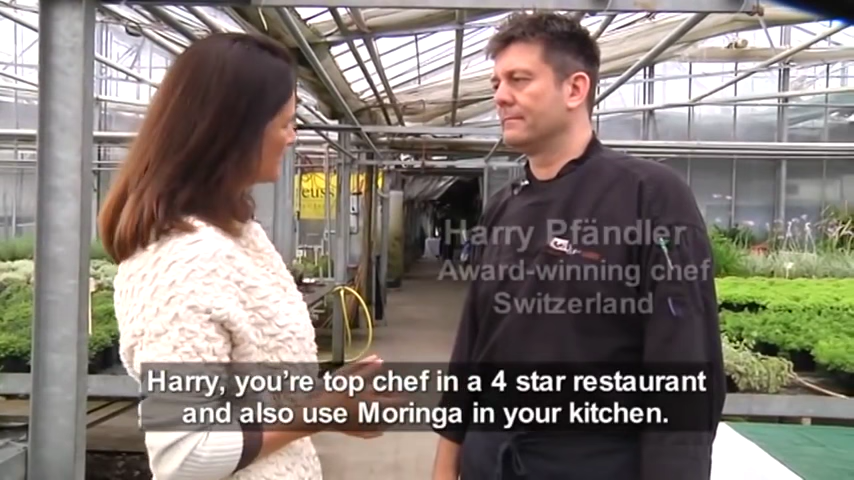 euss
Harry Pfändler
Award-winning chef
Switzerland
Harry, you're top chef in a 4 star restaurant
and also use Moringa in your kitchen.